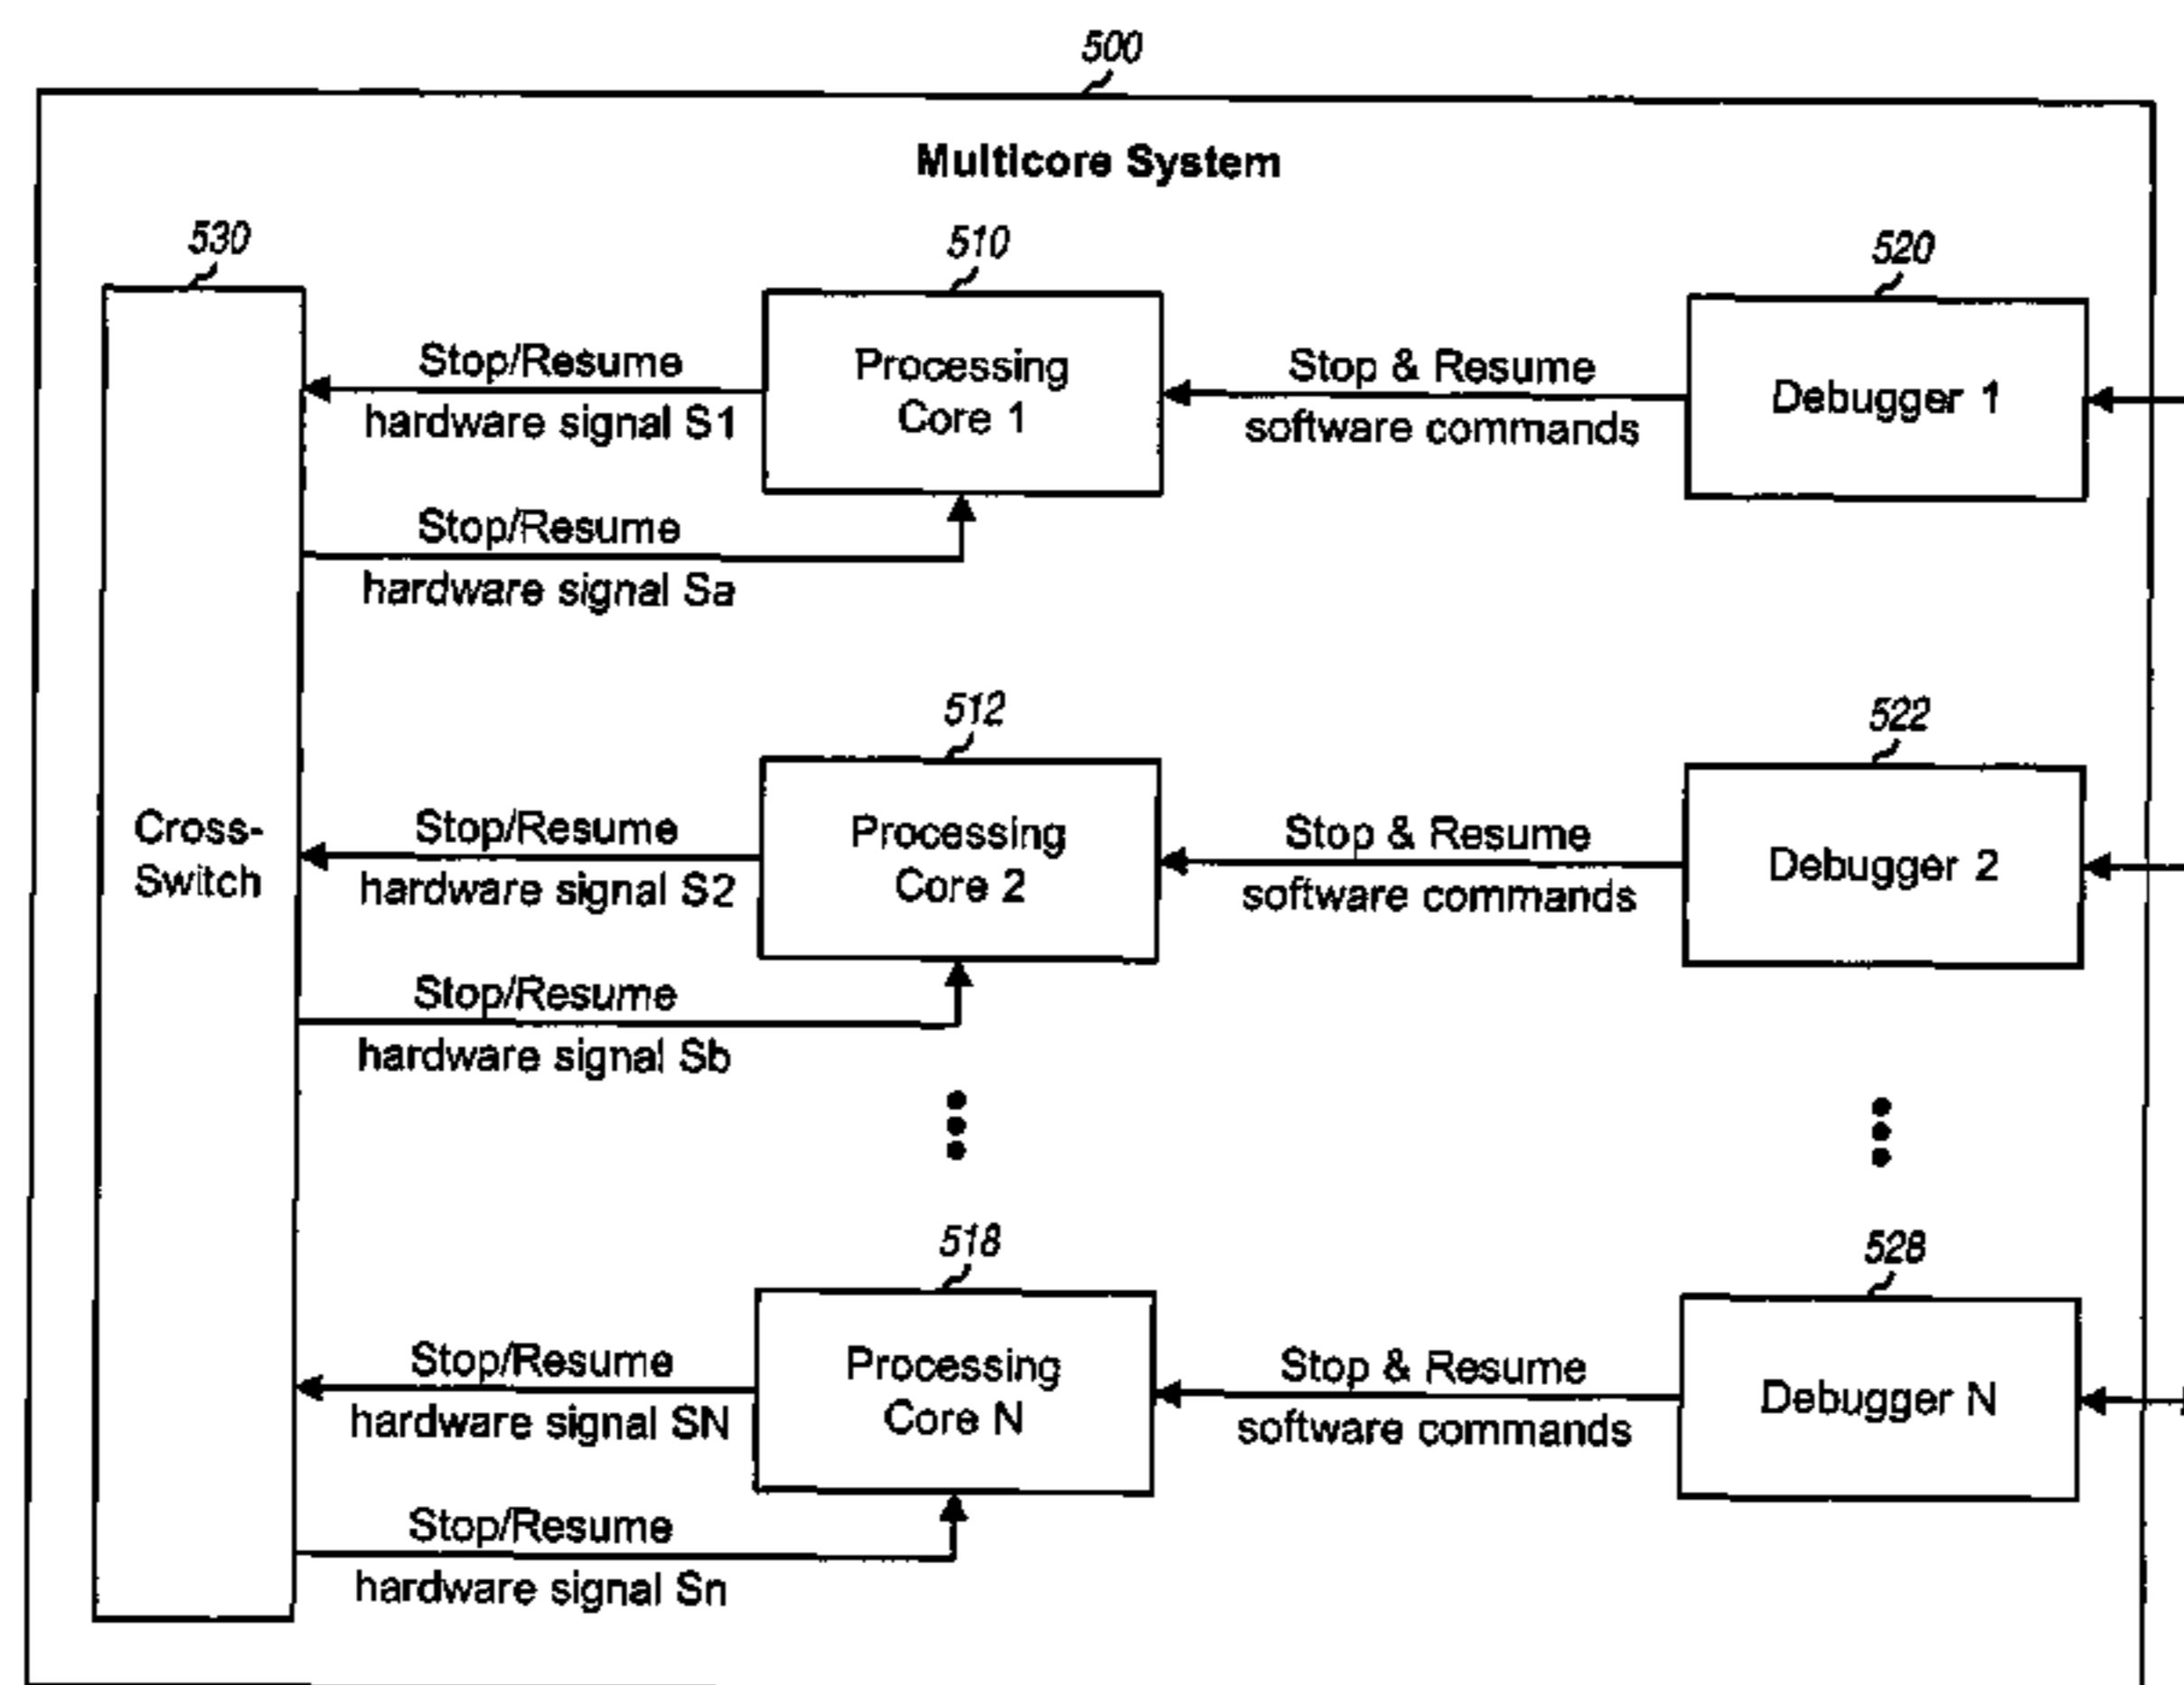 500
Multicore System
530
510
520
Stop/Resume
hardware signal S1
Processing
Core 1
Stop & Resume
software commands
Debugger 1
Stop/Resume
hardware signal Sa
512
522
Cross-
Switch
Stop/Resume
hardware signal S2
Processing
Core 2
Stop & Resume
software commands
Debugger 2
Stop/Resume
hardware signal Sb
518
528
Stop/Resume
hardware signal SN
Processing
Core N
Stop & Resume
software commands
Debugger N
Stop/Resume
hardware signal Sn